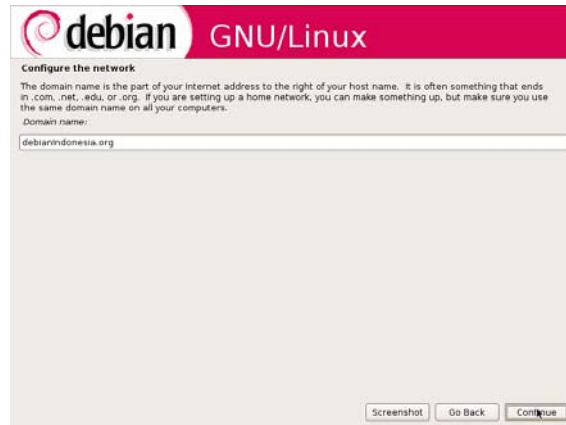 debian GNU/Linux
Configure the network
The domain name is the part of your Internet address to the right of your host name. It is often something that ends
in .com, .net, .edu, or .org. If you are setting up a home network, you can make something up, but make sure you use
the same domain name on all your computers.
Domain name:
debianindonesia.org
Screenshot Go Back Continue